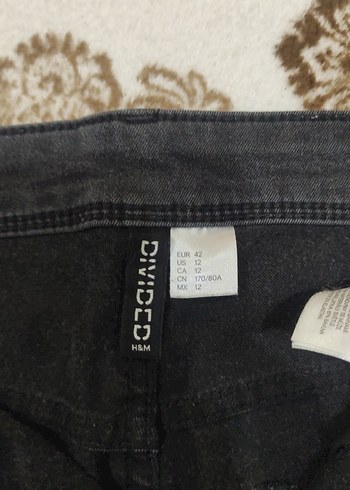 DIVIDED
H&M
EUR 42
US 12
CA 12
CN 170/80A
MX 12